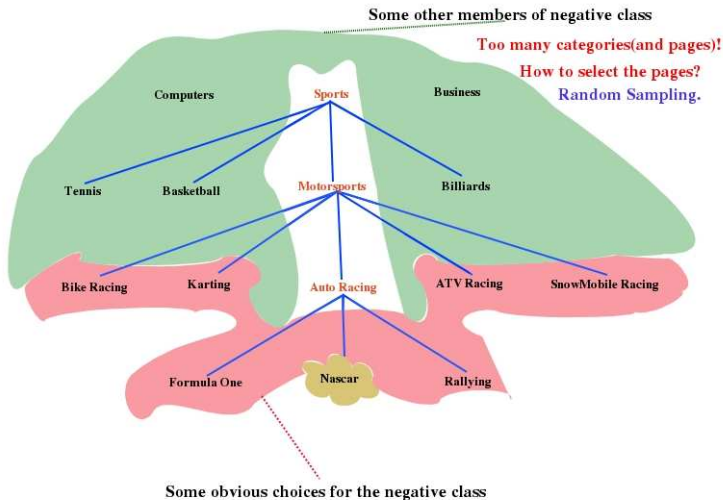 Some other members of negative class
Too many categories(and pages)!
How to select the pages?
Random Sampling.
Computers
Sports
Business
Tennis
Basketball
Motorsports
Billiards
Bike Racing
Karting
Auto Racing
ATV Racing
SnowMobile Racing
Formula One
Nascar
Rallying
Some obvious choices for the negative class